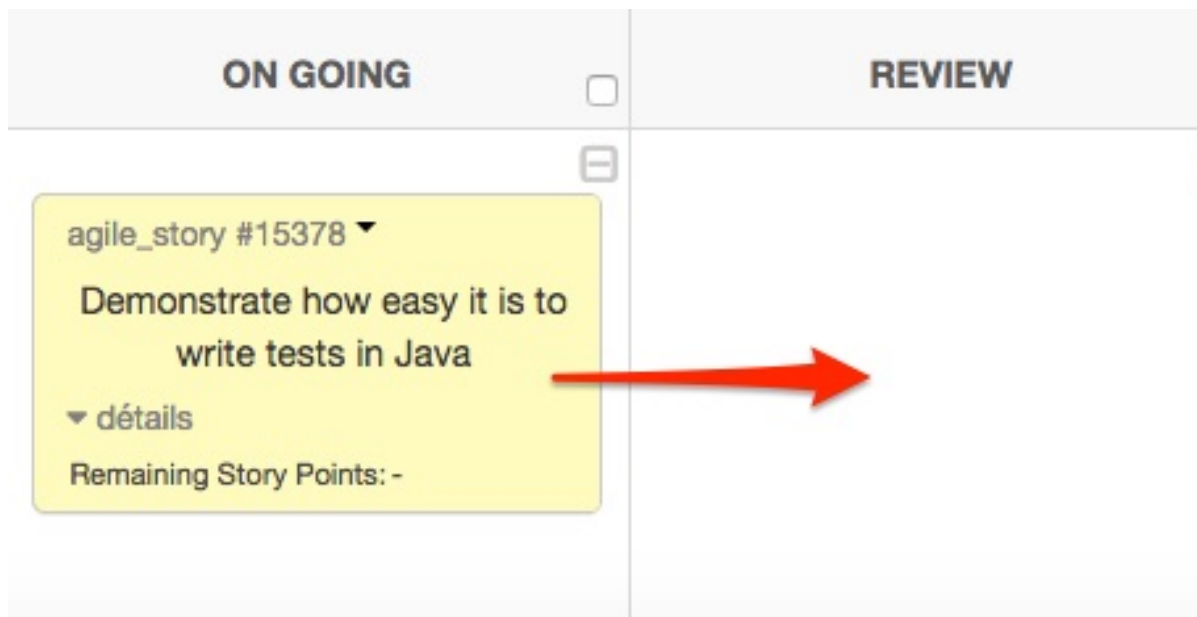 ON GOING
REVIEW
agile_story #15378
Demonstrate how easy it is to
write tests in Java
détails
Remaining Story Points: -